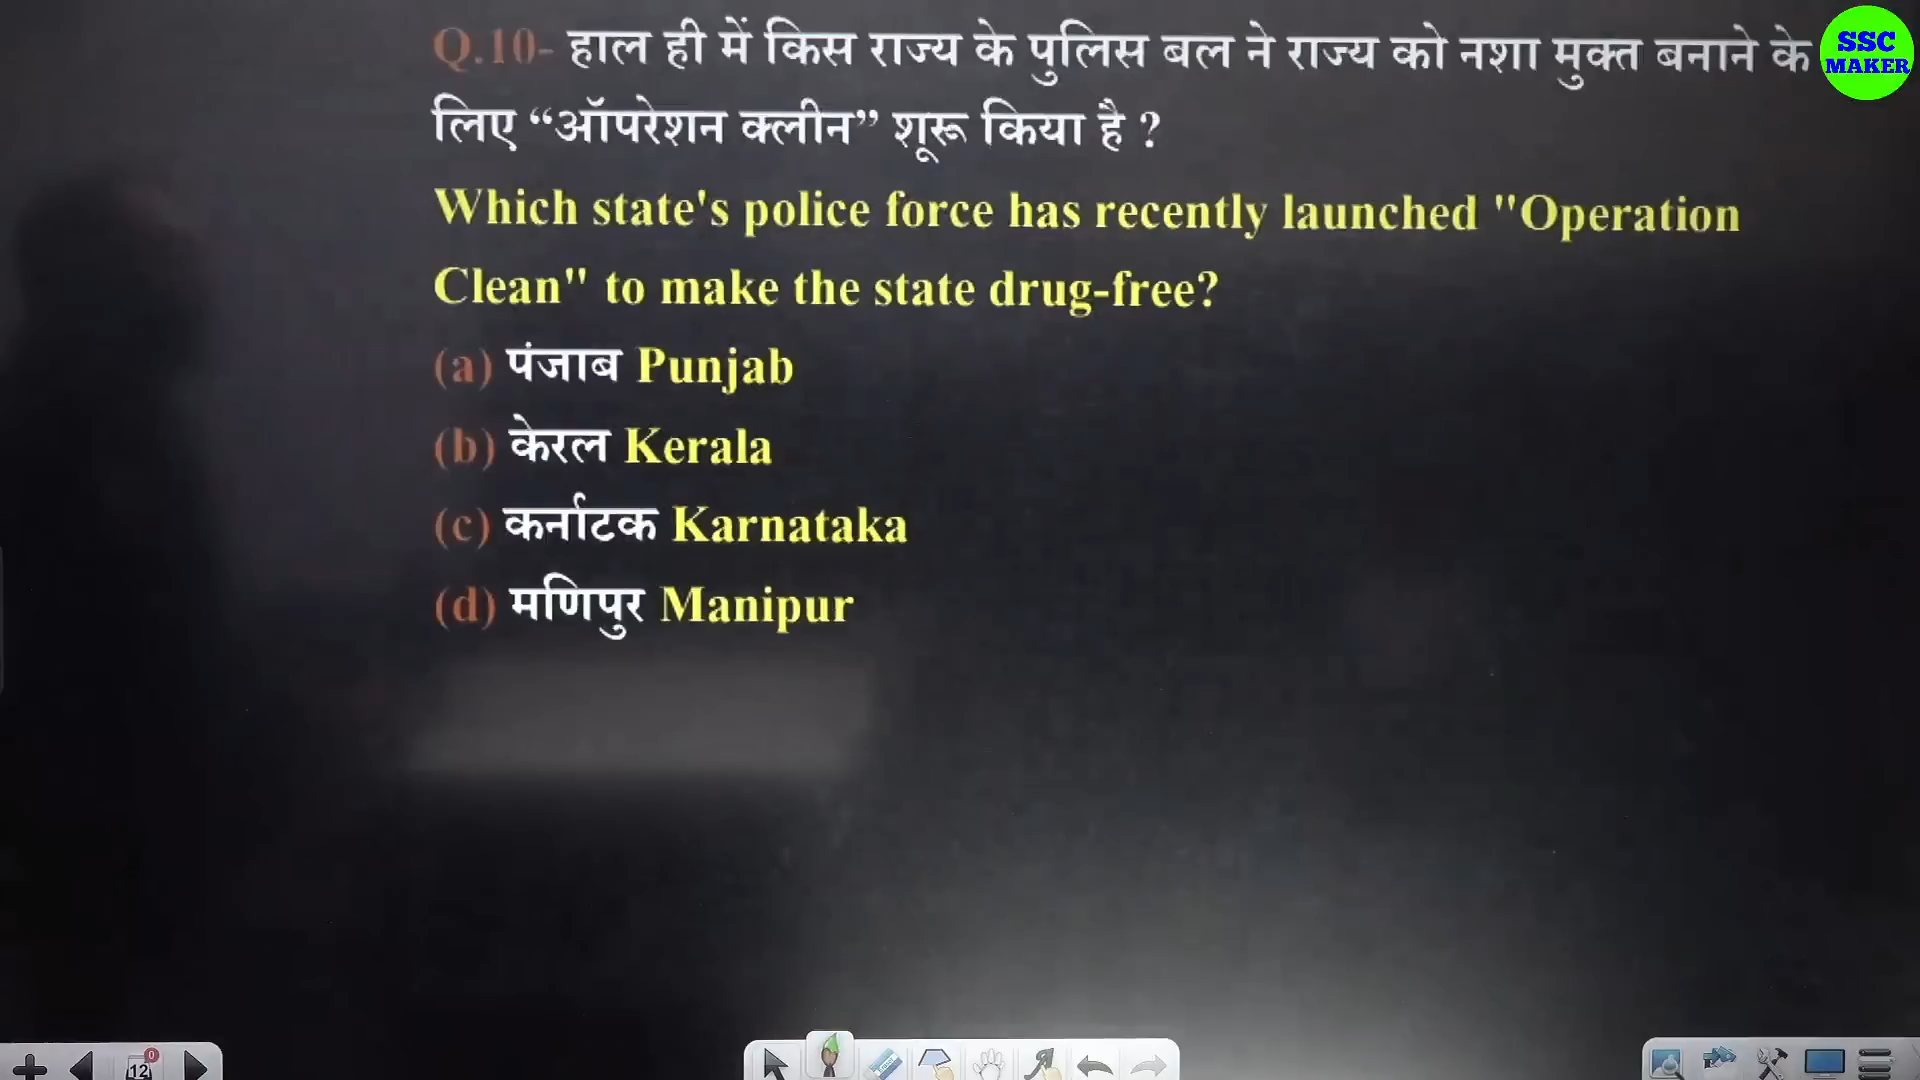 Q.10- हाल ही में किस राज्य के पुलिस बल ने राज्य को नशा मुक्त बनाने के
लिए “ऑपरेशन क्लीन” शूरू किया है ?
Which state's police force has recently launched "Operation
Clean" to make the state drug-free?
(a) पंजाब Punjab
(b) केरल Kerala
(c) कर्नाटक Karnataka
(d) मणिपुर Manipur
SSC
MAKER
12
0